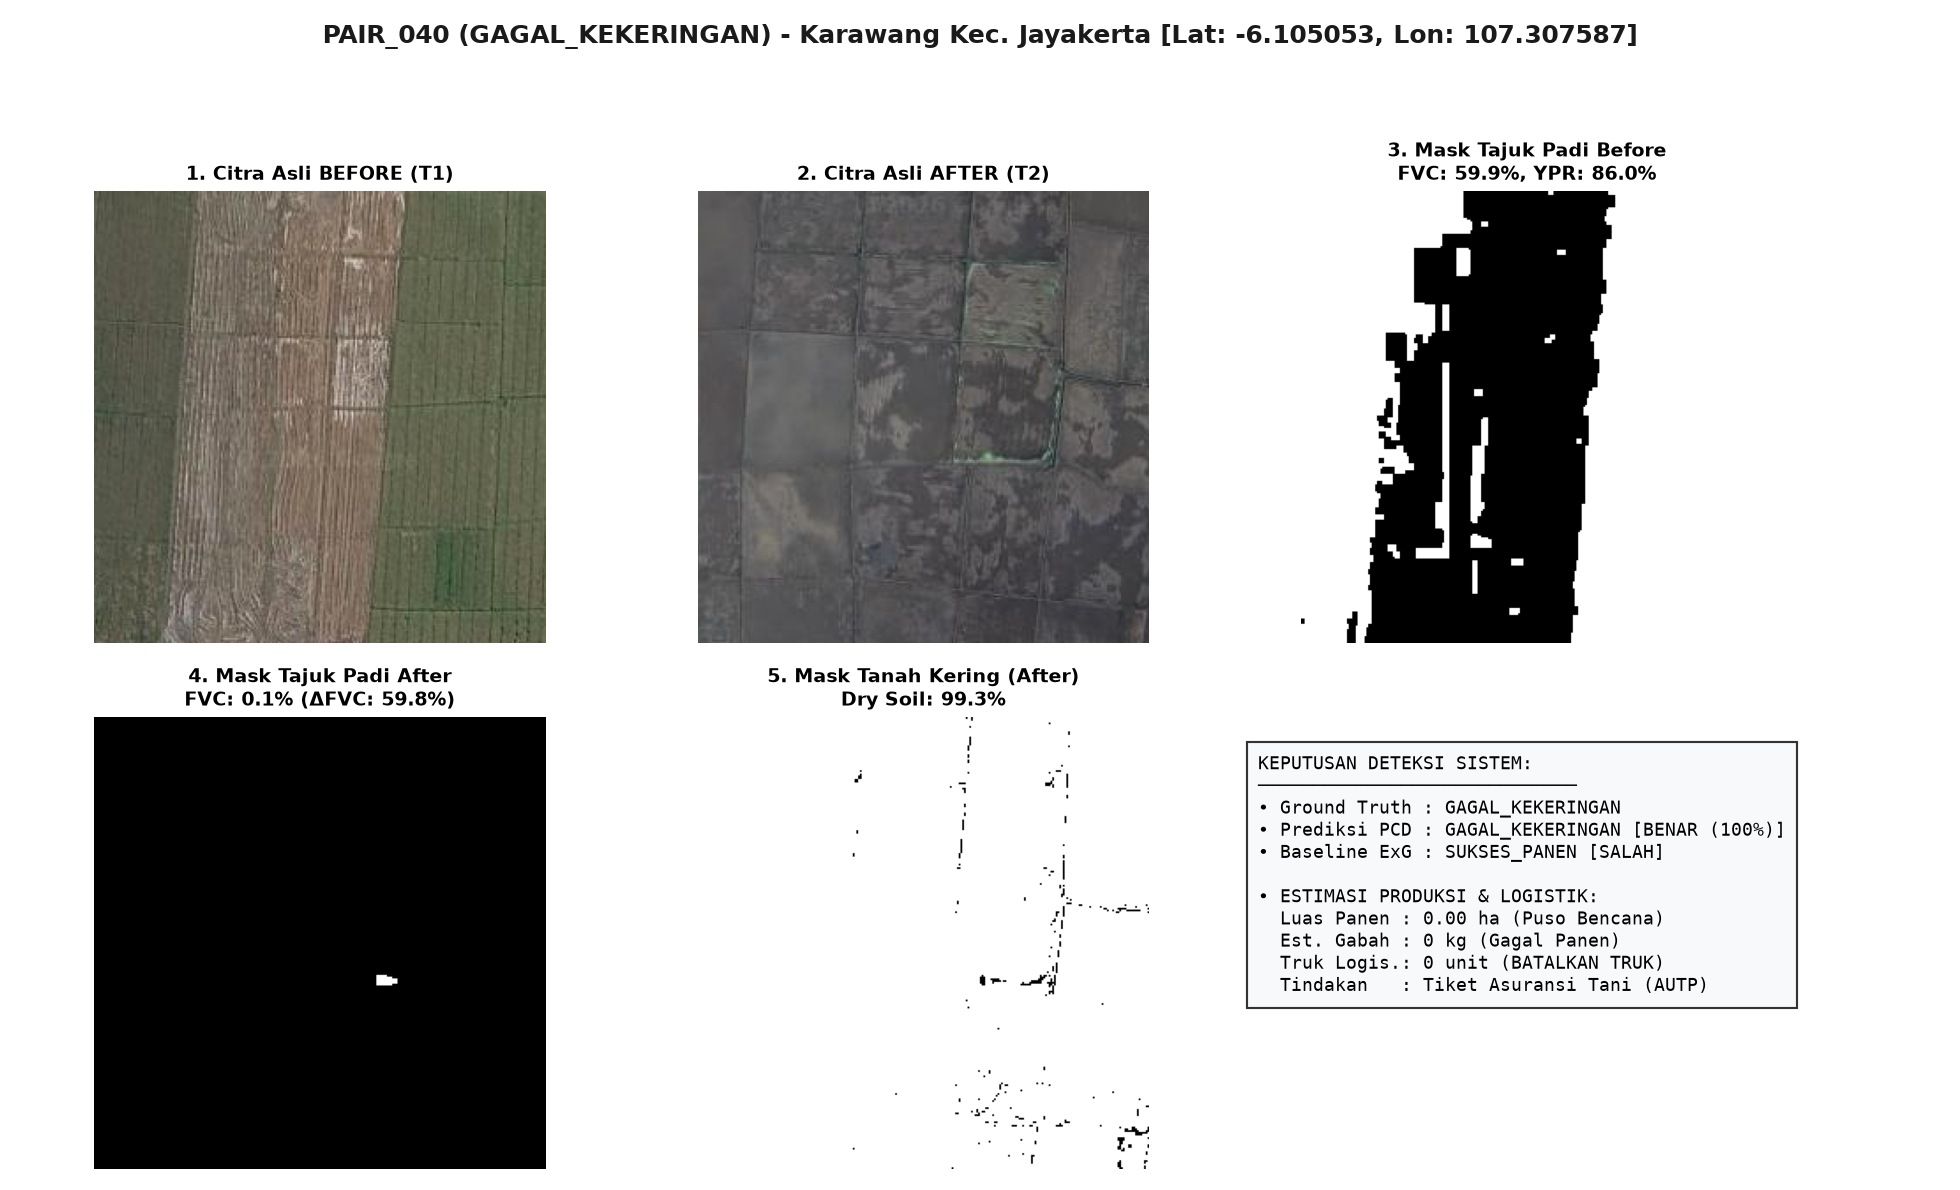 PAIR_040 (GAGAL_KEKERINGAN) - Karawang Kec. Jayakerta [Lat: -6.105053, Lon: 107.307587]
1. Citra Asli BEFORE (T1)
2. Citra Asli AFTER (T2)
3. Mask Tajuk Padi Before
FVC: 59.9%, YPR: 86.0%
4. Mask Tajuk Padi After
FVC: 0.1% (ΔFVC: 59.8%)
5. Mask Tanah Kering (After)
Dry Soil: 99.3%
KEPUTUSAN DETEKSI SISTEM:
• Ground Truth : GAGAL_KEKERINGAN
• Prediksi PCD : GAGAL_KEKERINGAN [BENAR (100%)]
• Baseline ExG : SUKSES_PANEN [SALAH]
• ESTIMASI PRODUKSI & LOGISTIK:
Luas Panen : 0.00 ha (Puso Bencana)
Est. Gabah : 0 kg (Gagal Panen)
Truk Logis.: 0 unit (BATALKAN TRUK)
Tindakan   : Tiket Asuransi Tani (AUTP)